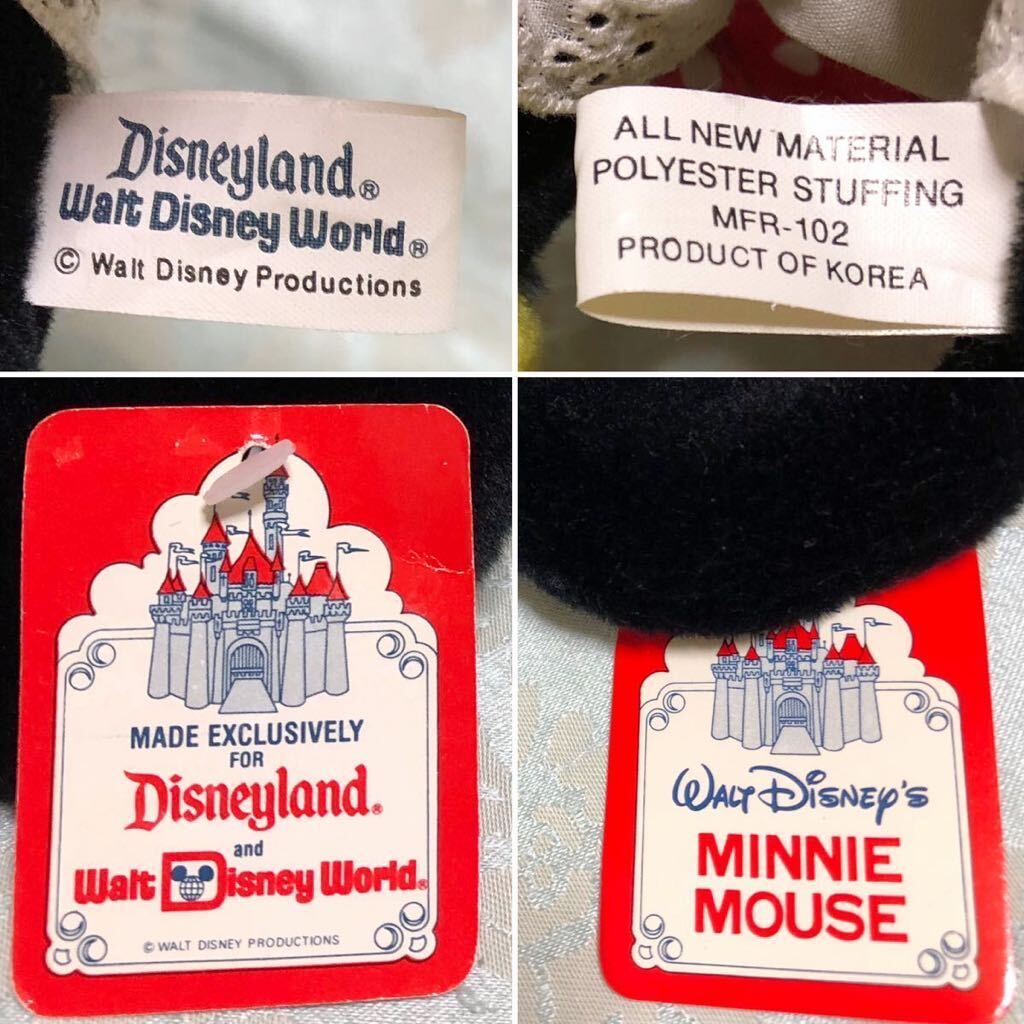 Disneyland®
Walt Disney World®
© Walt Disney Productions
ALL NEW MATERIAL
POLYESTER STUFFING
MFR-102
PRODUCT OF KOREA
MADE EXCLUSIVELY
FOR
Disneyland®
and
Walt Disney World®
© WALT DISNEY PRODUCTIONS
WALT DISNEY'S
MINNIE
MOUSE